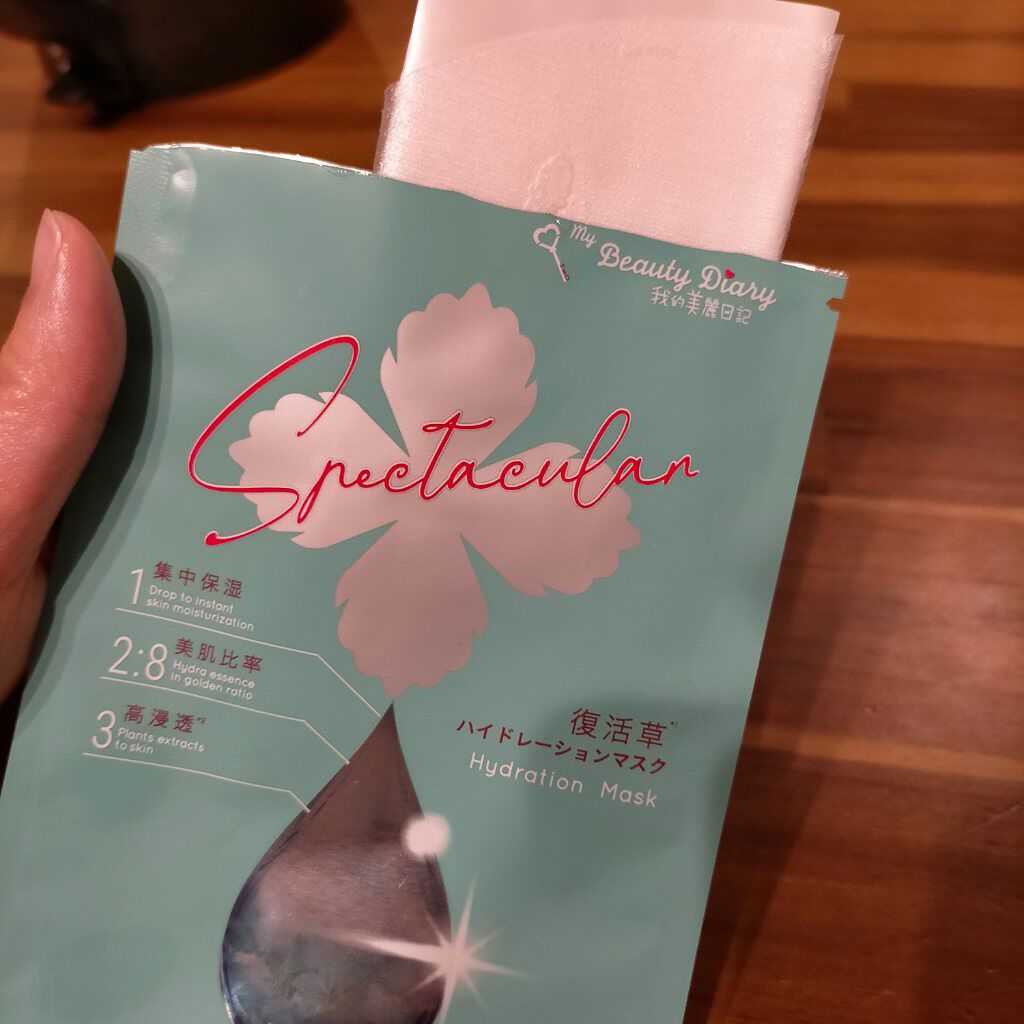 My
Beauty Diary
我的美麗日記
Spectacular
1 集中保湿
Drop to instant
skin moisturization
2:8 美肌比率
Hydra essence
in golden ratio
3 高浸透*2
Plants extracts
to skin
復活草*1
ハイドレーションマスク
Hydration Mask